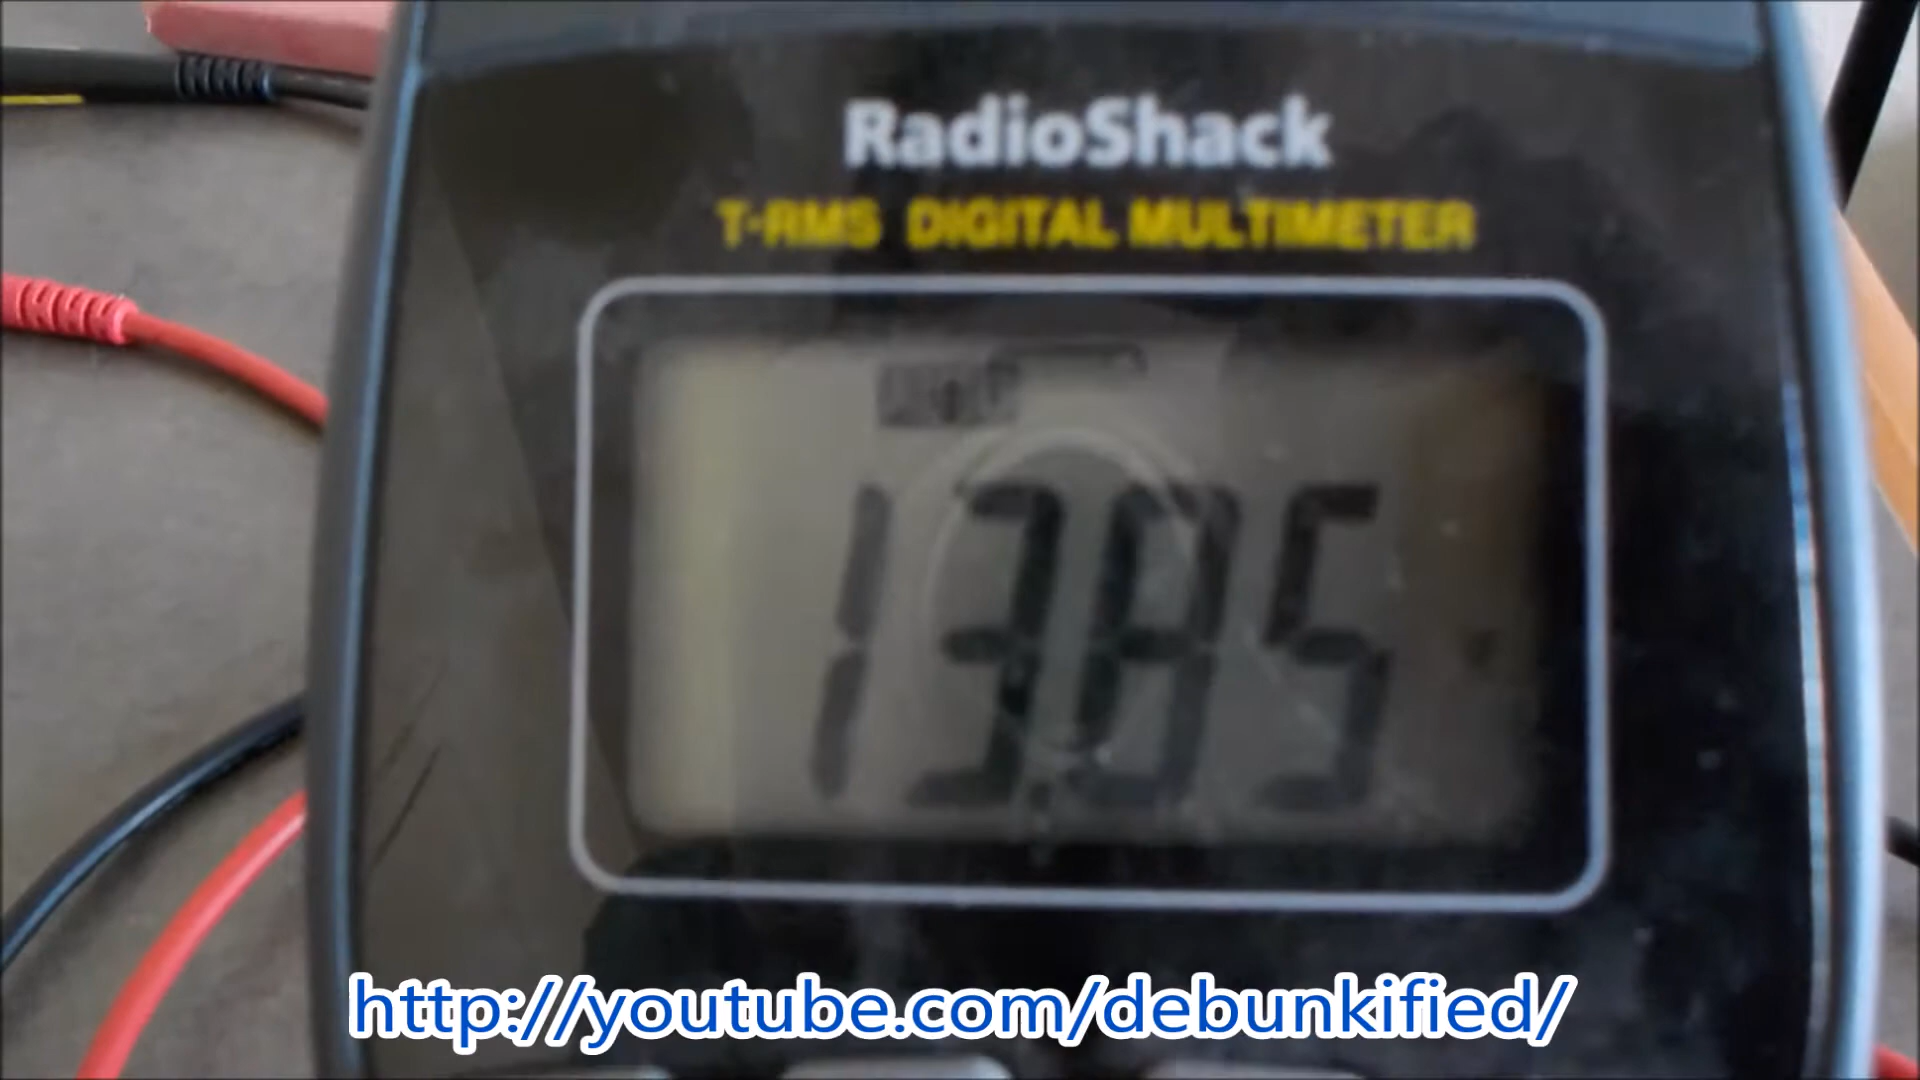 RadioShack
T-RMS DIGITAL MULTIMETER
13.85
http://youtube.com/debunkified/